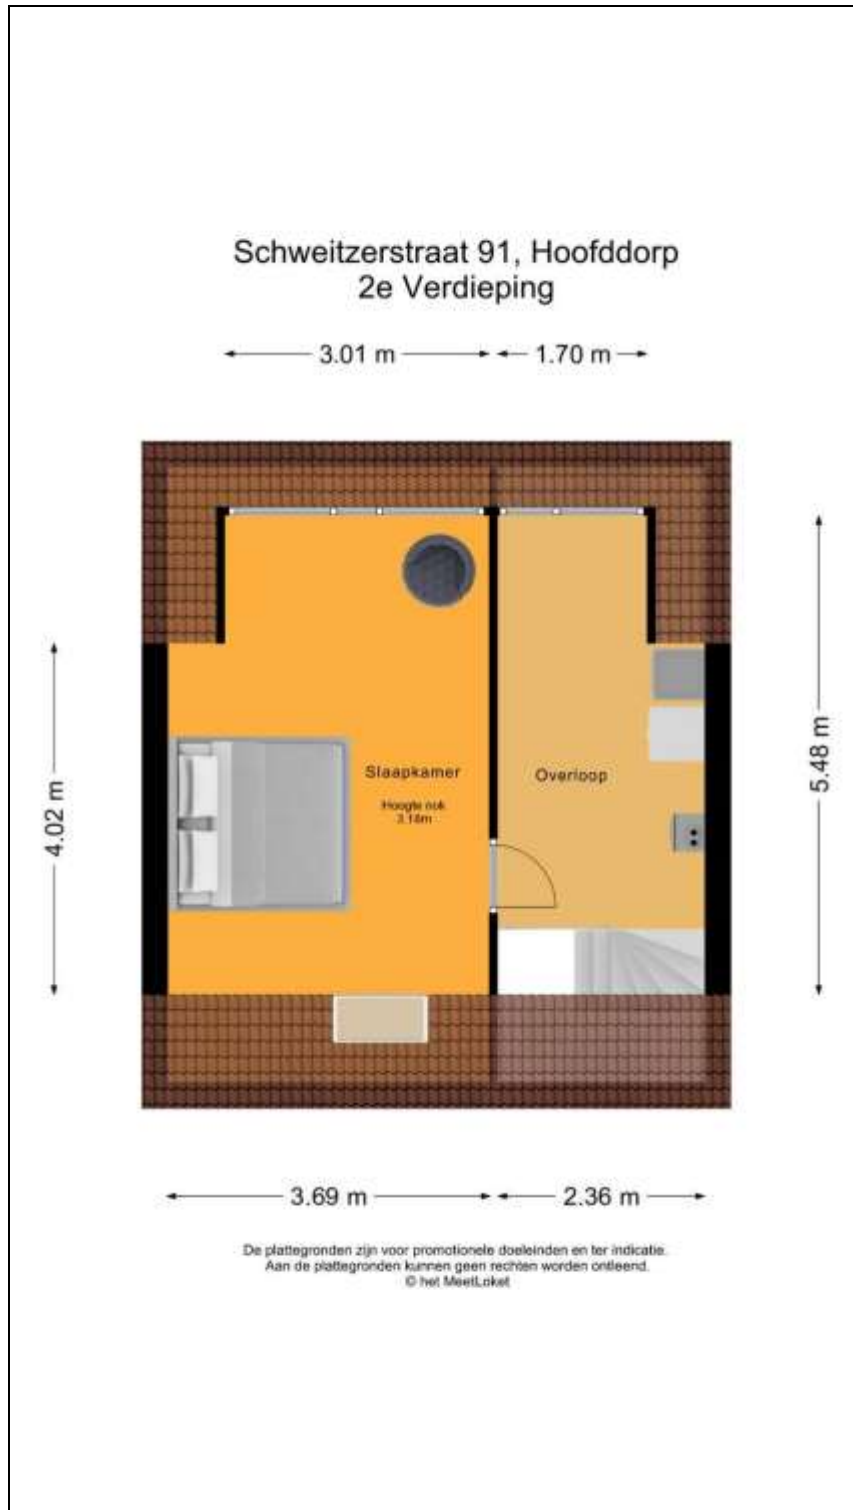 Schweitzerstraat 91, Hoofddorp
2e Verdieping
3.01 m
1.70 m
4.02 m
5.48 m
Slaapkamer
Hoogte nok
3.18m
Overloop
3.69 m
2.36 m
De plattegronden zijn voor promotionele doeleinden en ter indicatie.
Aan de plattegronden kunnen geen rechten worden ontleend.
© het MeetLoket